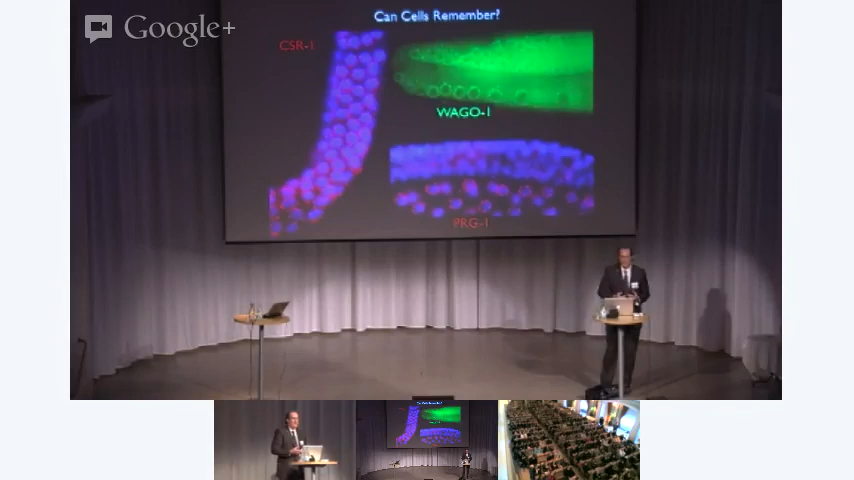 Google+
Can Cells Remember?
CSR-1
WAGO-1
PRG-1